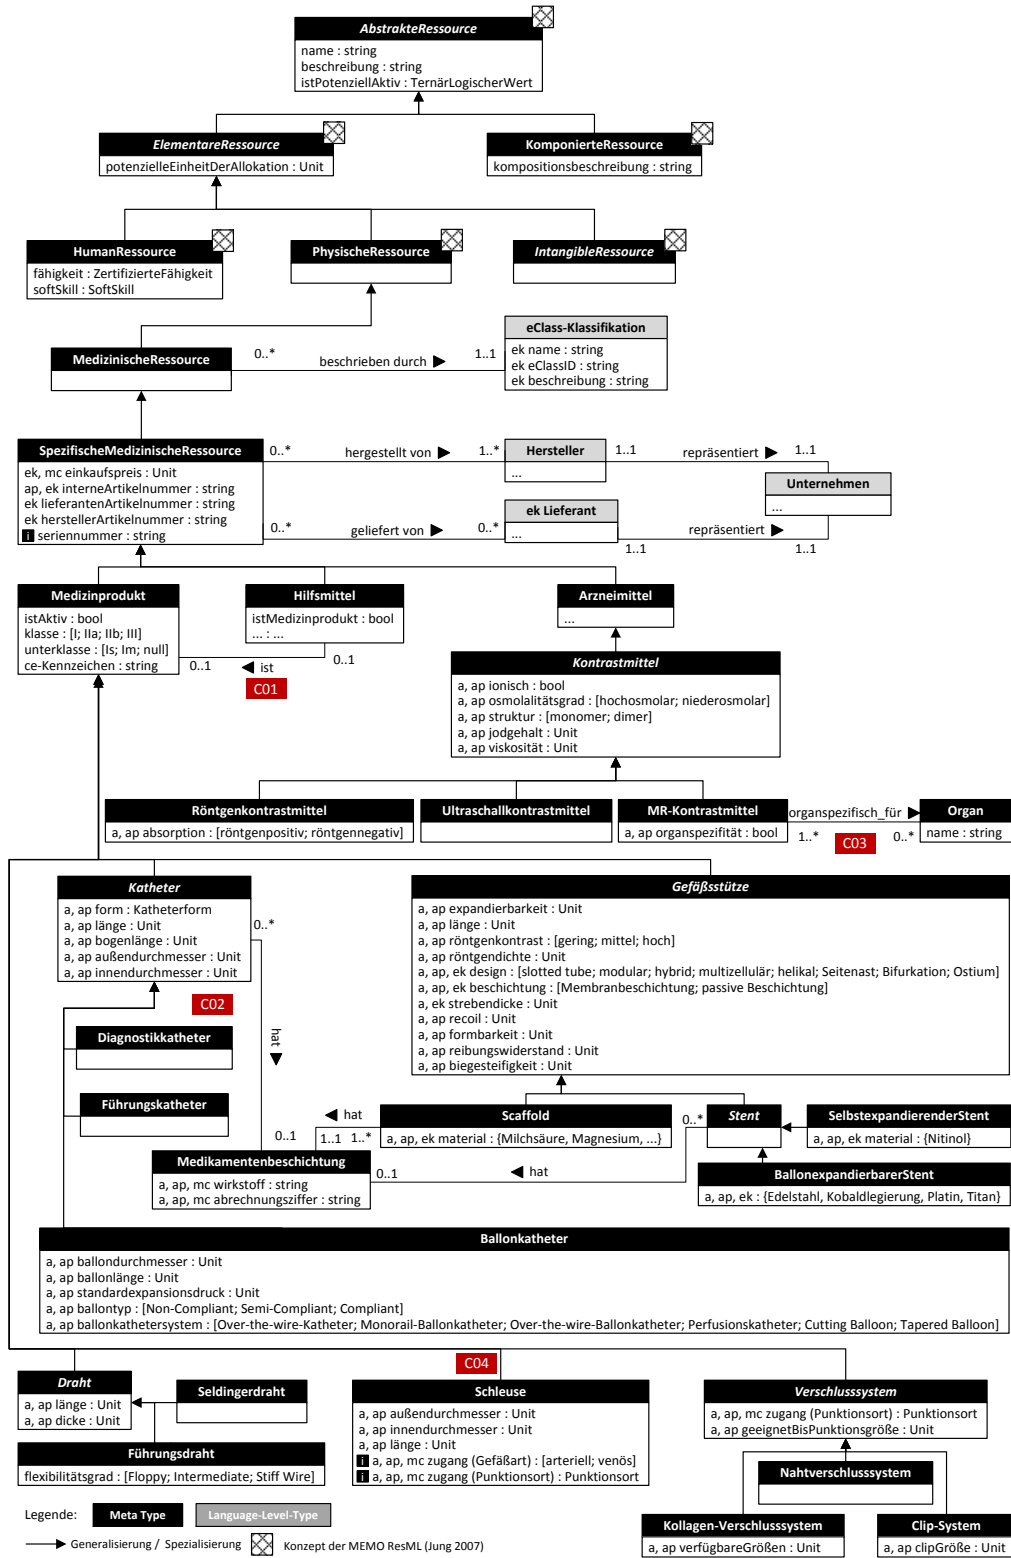 AbstrakteRessource
name : string
beschreibung : string
istPotenziellAktiv : TernärLogischerWert
ElementareRessource
potenzielleEinheitDerAllokation : Unit
KomponierteRessource
kompositionsbeschreibung : string
HumanRessource
fähigkeit : ZertifizierteFähigkeit
softSkill : SoftSkill
PhysischeRessource
IntangibleRessource
MedizinischeRessource
0..*
beschrieben durch
1..1
eClass-Klassifikation
ek name : string
ek eClassID : string
ek beschreibung : string
SpezifischeMedizinischeRessource
ek, mc einkaufspreis : Unit
ap, ek interneArtikelnummer : string
ek lieferantenArtikelnummer : string
ek herstellerArtikelnummer : string
i seriennummer : string
0..*
hergestellt von
1..*
Hersteller
...
1..1
repräsentiert
1..1
Unternehmen
...
0..*
geliefert von
0..*
ek Lieferant
...
1..1
repräsentiert
1..1
Medizinprodukt
istAktiv : bool
klasse : [I; IIa; IIb; III]
unterklasse : [Is; Im; null]
ce-Kennzeichen : string
Hilfsmittel
istMedizinprodukt : bool
... : ...
0..1
ist
0..1
C01
Arzneimittel
...
Kontrastmittel
a, ap ionisch : bool
a, ap osmolalitätsgrad : [hochosmolar; niederosmolar]
a, ap struktur : [monomer; dimer]
a, ap jodgehalt : Unit
a, ap viskosität : Unit
Röntgenkontrastmittel
a, ap absorption : [röntgenpositiv; röntgennegativ]
Ultraschallkontrastmittel
MR-Kontrastmittel
a, ap organspezifität : bool
organspezifisch_für
1..*
C03
0..*
Organ
name : string
Katheter
a, ap form : Katheterform
a, ap länge : Unit
a, ap bogenlänge : Unit
a, ap außendurchmesser : Unit
a, ap innendurchmesser : Unit
0..*
C02
hat
Gefäßsstütze
a, ap expandierbarkeit : Unit
a, ap länge : Unit
a, ap röntgenkontrast : [gering; mittel; hoch]
a, ap röntgendichte : Unit
a, ap, ek design : [slotted tube; modular; hybrid; multizellulär; helikal; Seitenast; Bifurkation; Ostium]
a, ap, ek beschichtung : [Membranbeschichtung; passive Beschichtung]
a, ek strebendicke : Unit
a, ap recoil : Unit
a, ap formbarkeit : Unit
a, ap reibungswiderstand : Unit
a, ap biegesteifigkeit : Unit
Diagnostikkatheter
Führungskatheter
0..1
hat
1..1
1..*
Scaffold
a, ap, ek material : {Milchsäure, Magnesium, ...}
0..*
Stent
SelbstexpandierenderStent
a, ap, ek material : {Nitinol}
Medikamentenbeschichtung
a, ap, mc wirkstoff : string
a, ap, mc abrechnungsziffer : string
0..1
hat
BallonexpandierbarerStent
a, ap, ek : {Edelstahl, Kobaldlegierung, Platin, Titan}
Ballonkatheter
a, ap ballondurchmesser : Unit
a, ap ballonlänge : Unit
a, ap standardexpansionsdruck : Unit
a, ap ballontyp : [Non-Compliant; Semi-Compliant; Compliant]
a, ap ballonkathetersystem : [Over-the-wire-Katheter; Monorail-Ballonkatheter; Over-the-wire-Ballonkatheter; Perfusionskatheter; Cutting Balloon; Tapered Balloon]
C04
Draht
a, ap länge : Unit
a, ap dicke : Unit
Seldingerdraht
Führungsdraht
flexibilitätsgrad : [Floppy; Intermediate; Stiff Wire]
Schleuse
a, ap außendurchmesser : Unit
a, ap innendurchmesser : Unit
a, ap länge : Unit
i a, ap, mc zugang (Gefäßart) : [arteriell; venös]
i a, ap, mc zugang (Punktionsort) : Punktionsort
Verschlusssystem
a, ap, mc zugang (Punktionsort) : Punktionsort
a, ap geeignetBisPunktionsgröße : Unit
Nahtverschlusssystem
Kollagen-Verschlusssystem
a, ap verfügbareGrößen : Unit
Clip-System
a, ap clipGröße : Unit
Legende:
Meta Type
Language-Level-Type
Generalisierung / Spezialisierung
Konzept der MEMO ResML (Jung 2007)